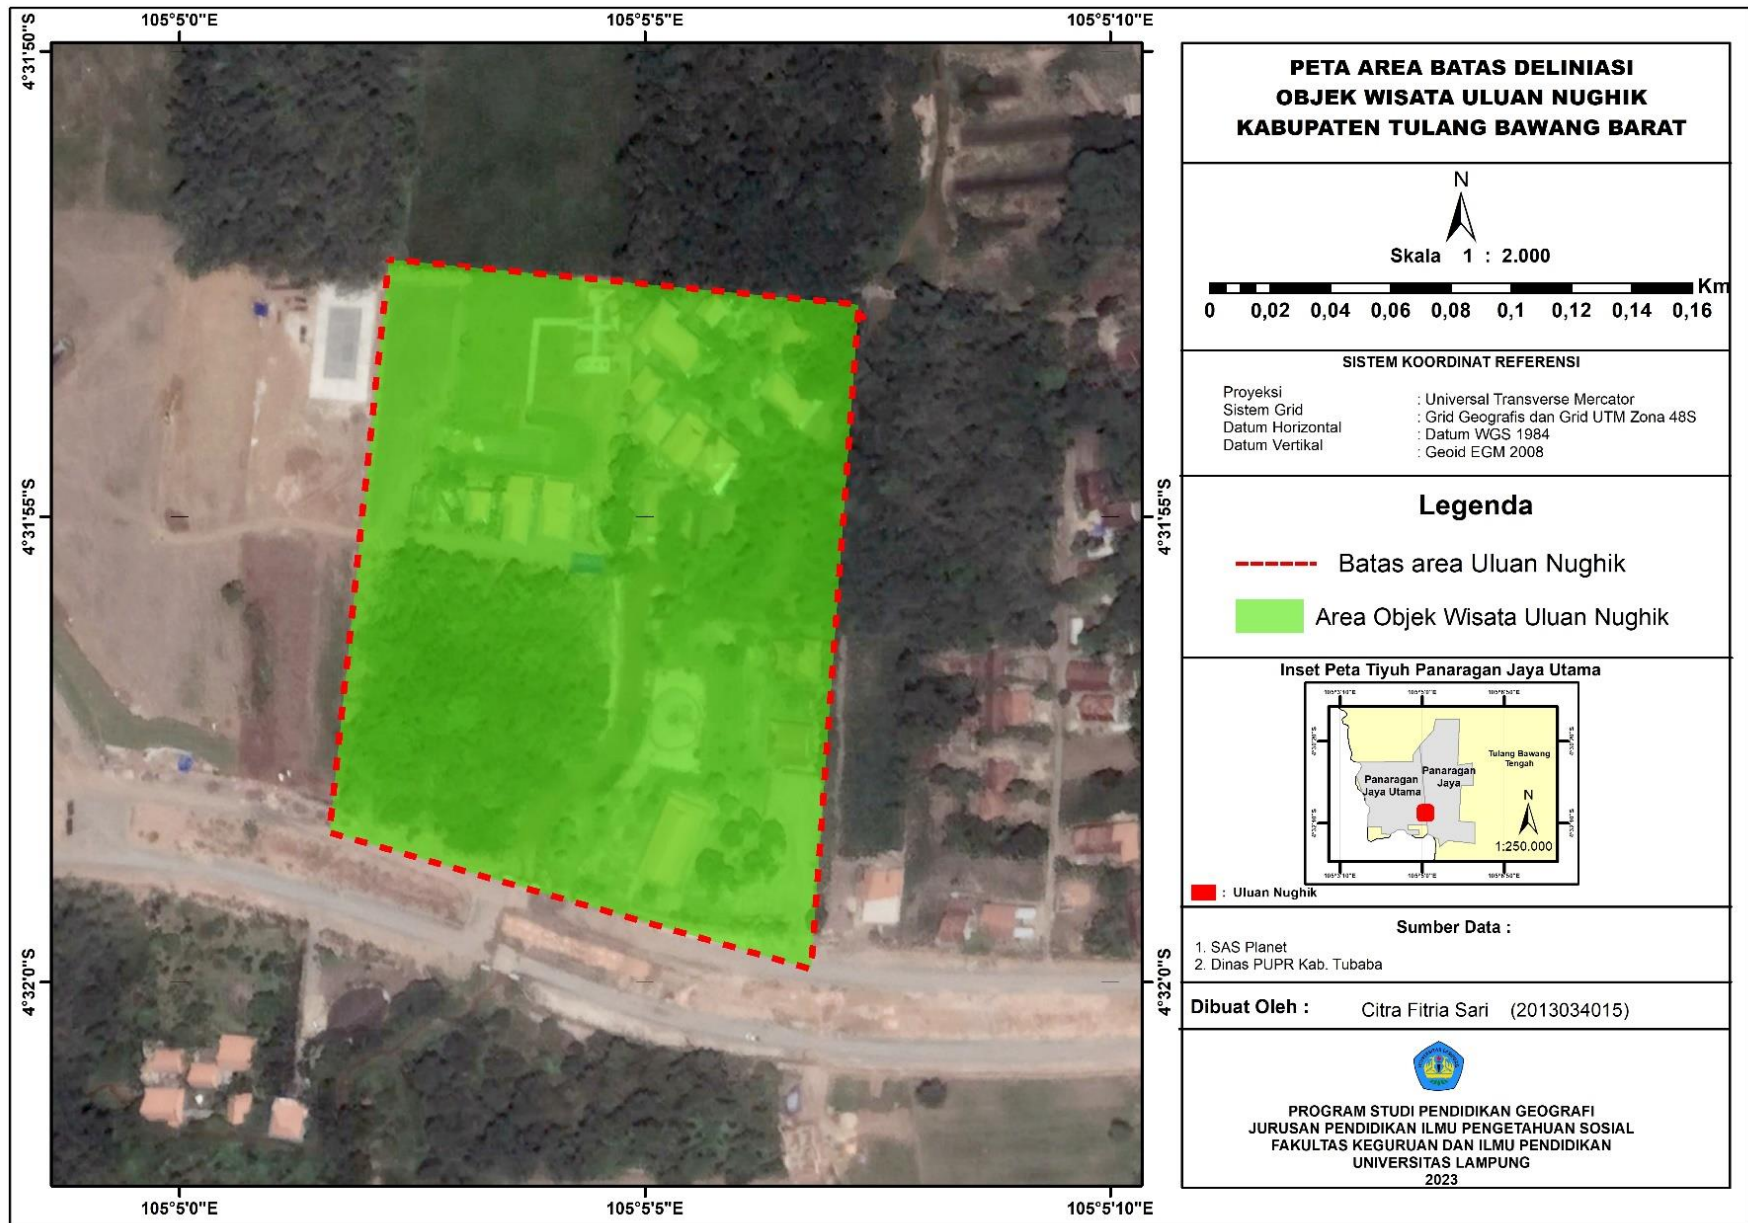 105°5'0"E
105°5'5"E
105°5'10"E
4°31'50"S
4°31'55"S
4°31'55"S
4°32'0"S
4°32'0"S
105°5'0"E
105°5'5"E
105°5'10"E
PETA AREA BATAS DELINIASI
OBJEK WISATA ULUAN NUGHIK
KABUPATEN TULANG BAWANG BARAT
N
Skala 1 : 2.000
Km
0 0,02 0,04 0,06 0,08 0,1 0,12 0,14 0,16
SISTEM KOORDINAT REFERENSI
Proyeksi : Universal Transverse Mercator
Sistem Grid : Grid Geografis dan Grid UTM Zona 48S
Datum Horizontal : Datum WGS 1984
Datum Vertikal : Geoid EGM 2008
Legenda
Batas area Uluan Nughik
Area Objek Wisata Uluan Nughik
Inset Peta Tiyuh Panaragan Jaya Utama
Tulang Bawang
Tengah
Panaragan
Jaya
Panaragan
Jaya Utama
N
1:250.000
: Uluan Nughik
Sumber Data :
1. SAS Planet
2. Dinas PUPR Kab. Tubaba
Dibuat Oleh : Citra Fitria Sari (2013034015)
PROGRAM STUDI PENDIDIKAN GEOGRAFI
JURUSAN PENDIDIKAN ILMU PENGETAHUAN SOSIAL
FAKULTAS KEGURUAN DAN ILMU PENDIDIKAN
UNIVERSITAS LAMPUNG
2023